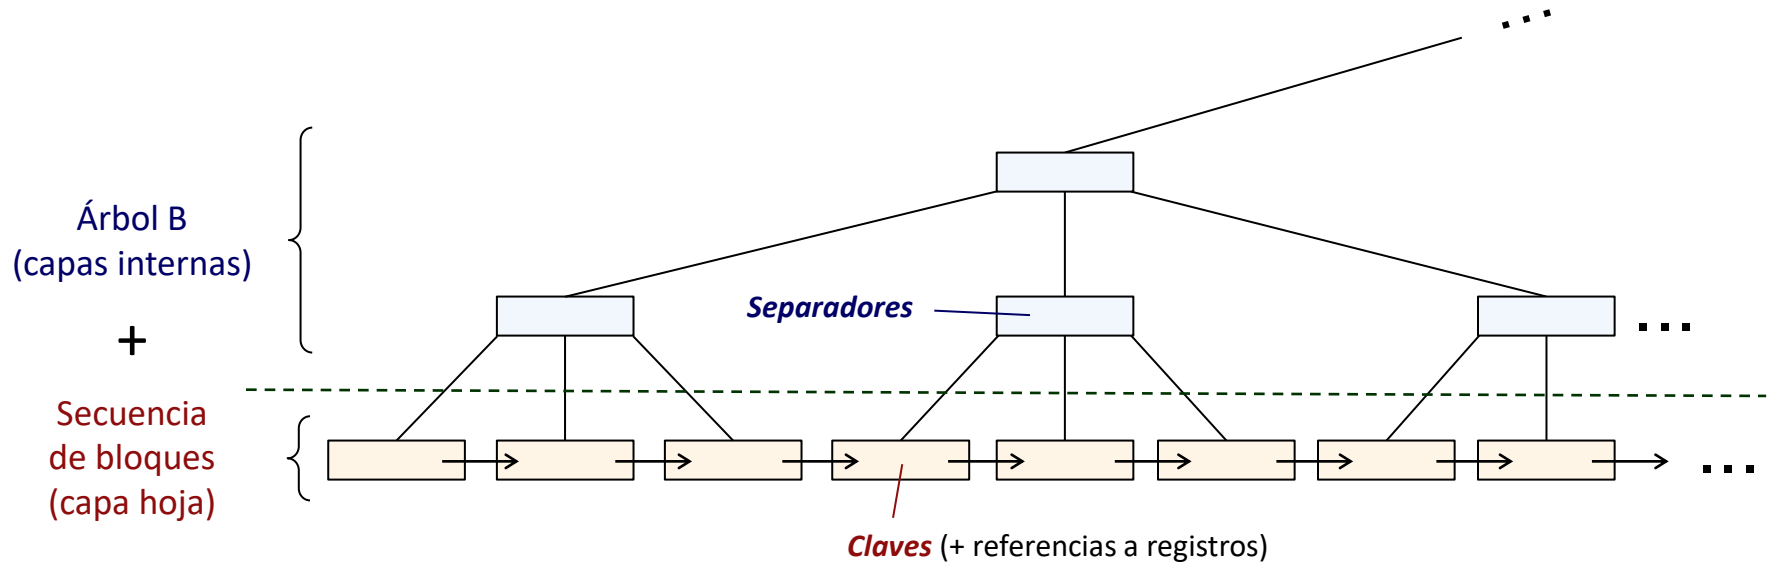 ...
Árbol B
(capas internas)
Separadores
...
+
Secuencia
de bloques
(capa hoja)
...
Claves (+ referencias a registros)